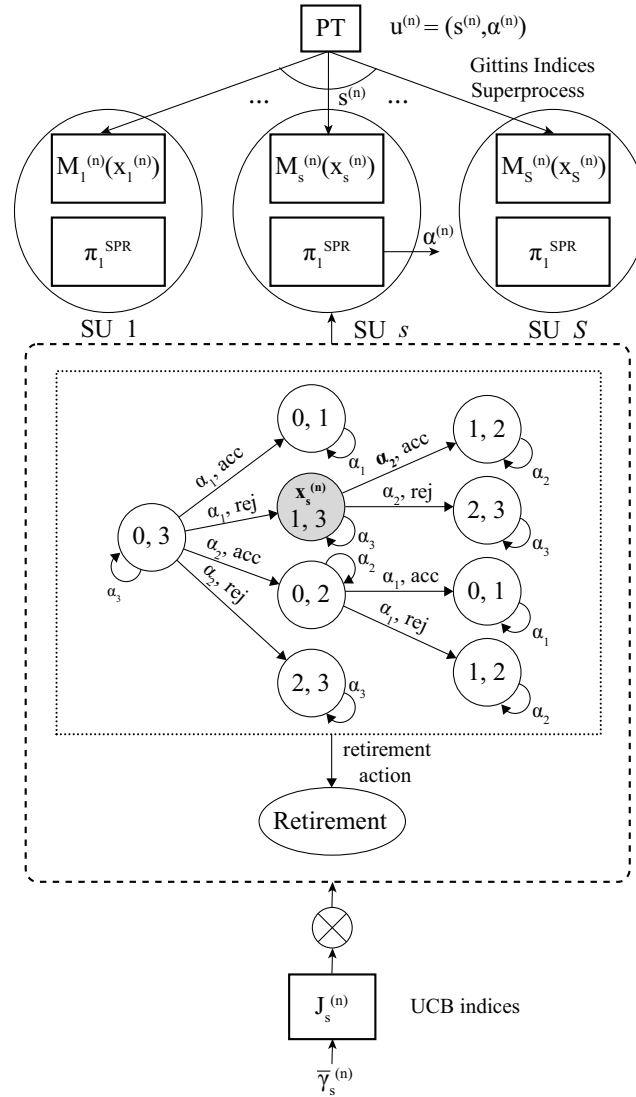 PT
u⁽ⁿ⁾ = (s⁽ⁿ⁾,α⁽ⁿ⁾)
Gittins Indices
Superprocess
... s⁽ⁿ⁾ ...
M₁⁽ⁿ⁾(x₁⁽ⁿ⁾)
π₁ˢᴾᴿ
SU 1
Mₛ⁽ⁿ⁾(xₛ⁽ⁿ⁾)
π₁ˢᴾᴿ
α⁽ⁿ⁾
SU s
M_S⁽ⁿ⁾(x_S⁽ⁿ⁾)
π₁ˢᴾᴿ
SU S
0, 3
α₃
α₁, acc
α₁, rej
α₂, acc
α₂, rej
0, 1
α₁
xₛ⁽ⁿ⁾
1, 3
α₃
0, 2
α₂
2, 3
α₃
α₂, acc
α₂, rej
α₁, acc
α₁, rej
1, 2
α₂
2, 3
α₃
0, 1
α₁
1, 2
α₂
retirement
action
Retirement
Jₛ⁽ⁿ⁾
UCB indices
γ̄ₛ⁽ⁿ⁾